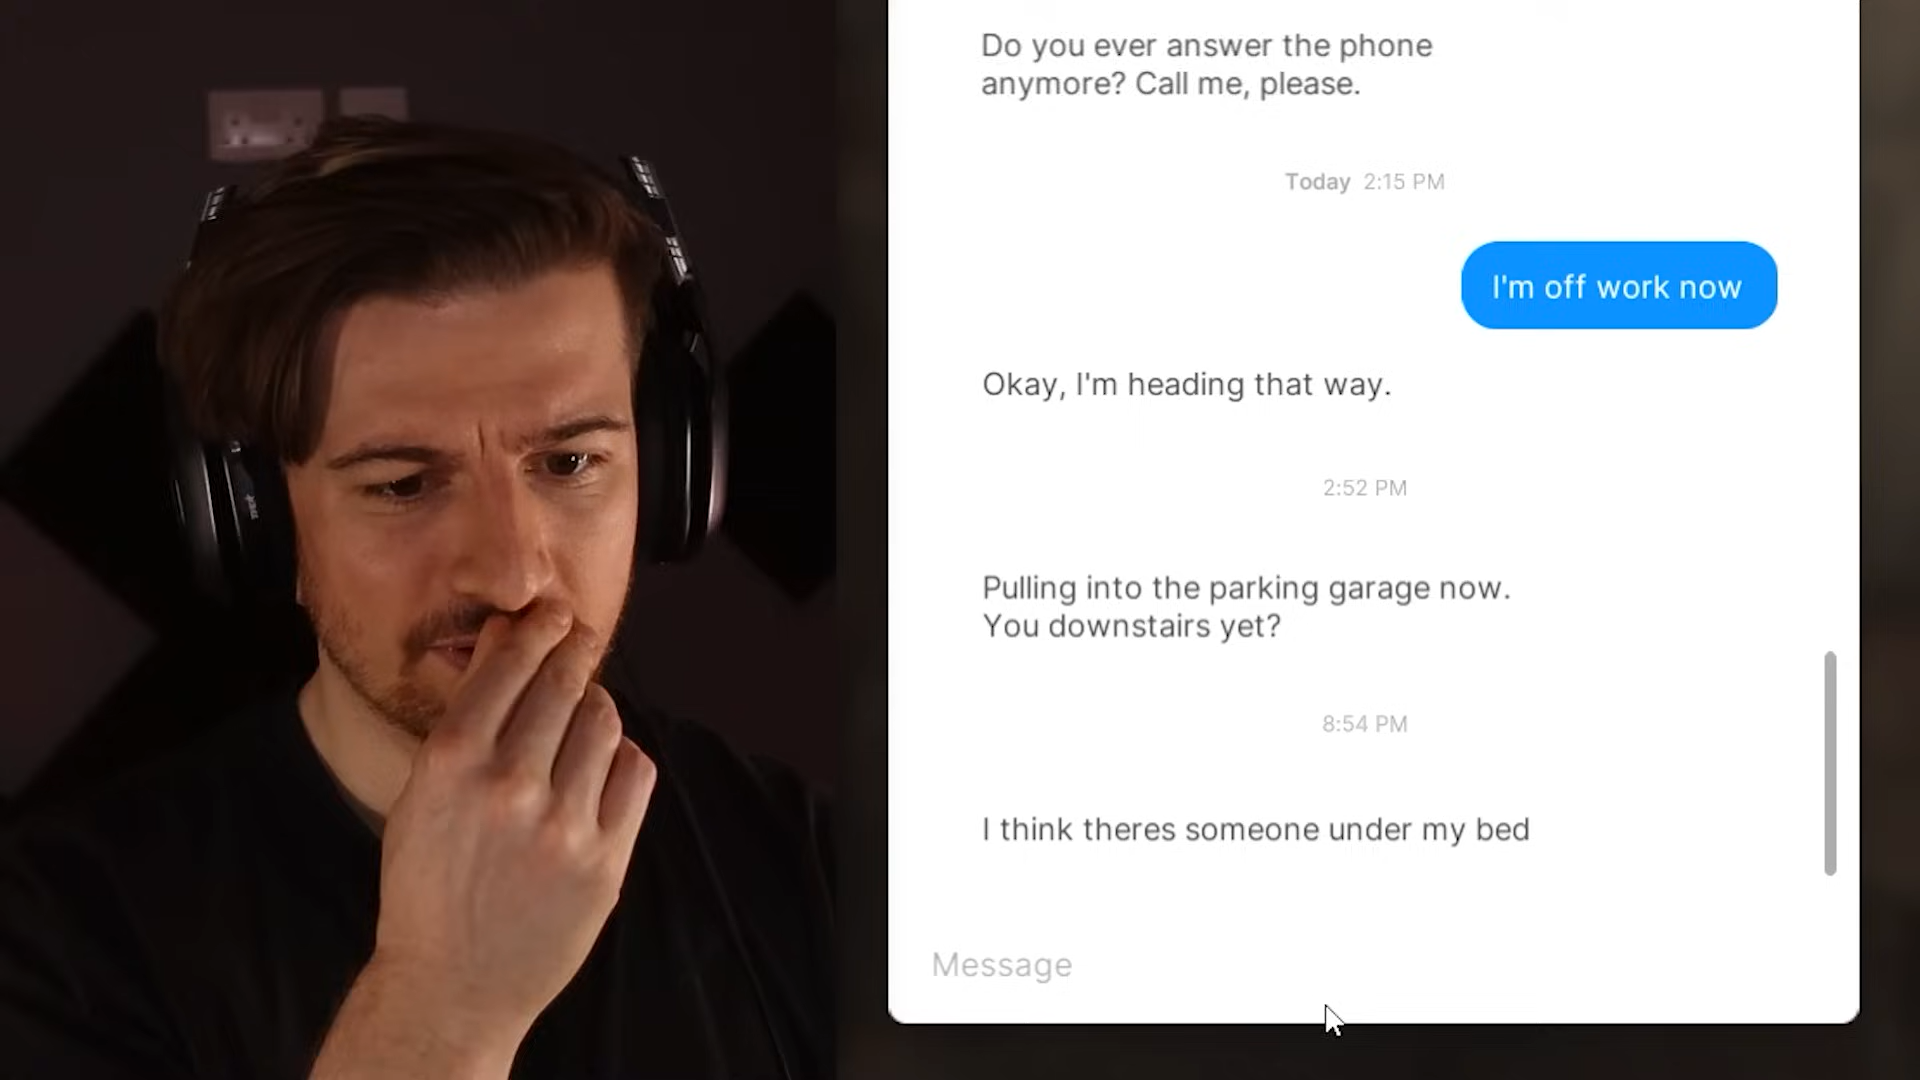 Do you ever answer the phone
anymore? Call me, please.
Today 2:15 PM
I'm off work now
Okay, I'm heading that way.
2:52 PM
Pulling into the parking garage now.
You downstairs yet?
8:54 PM
I think theres someone under my bed
Message